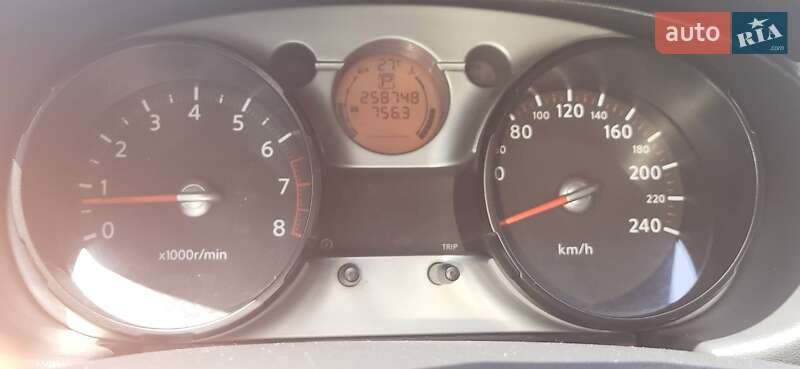 auto RIA
.com
27°
P
258748
756.3
0 1 2 3 4 5 6 7 8
x1000r/min
TRIP
80 100 120 140 160 180 200 220 240
km/h